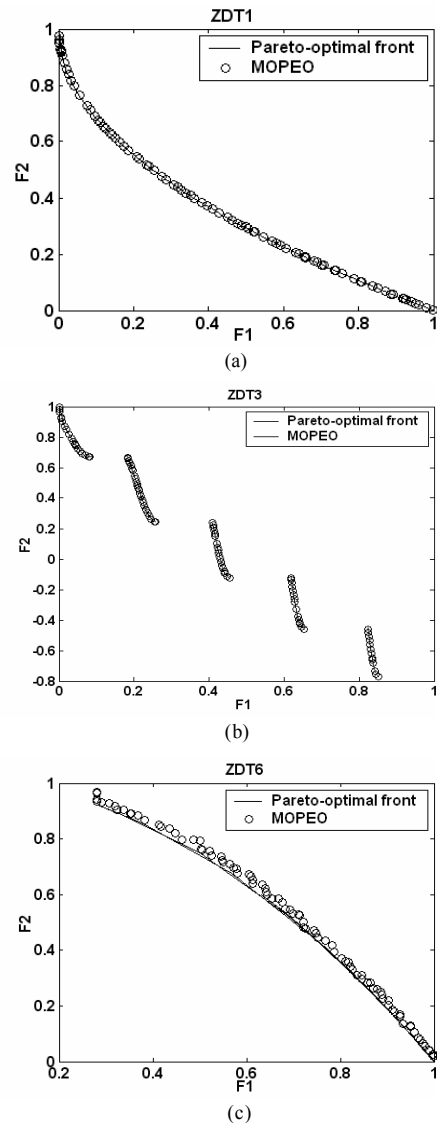 ZDT1
1
0.8
0.6
0.4
0.2
0
F2
Pareto-optimal front
MOPEO
0 0.2 0.4 0.6 0.8 1
F1
(a)
ZDT3
1
0.8
0.6
0.4
0.2
0
-0.2
-0.4
-0.6
-0.8
F2
Pareto-optimal front
MOPEO
0 0.2 0.4 0.6 0.8 1
F1
(b)
ZDT6
1
0.8
0.6
0.4
0.2
0
F2
Pareto-optimal front
MOPEO
0.2 0.4 0.6 0.8 1
F1
(c)